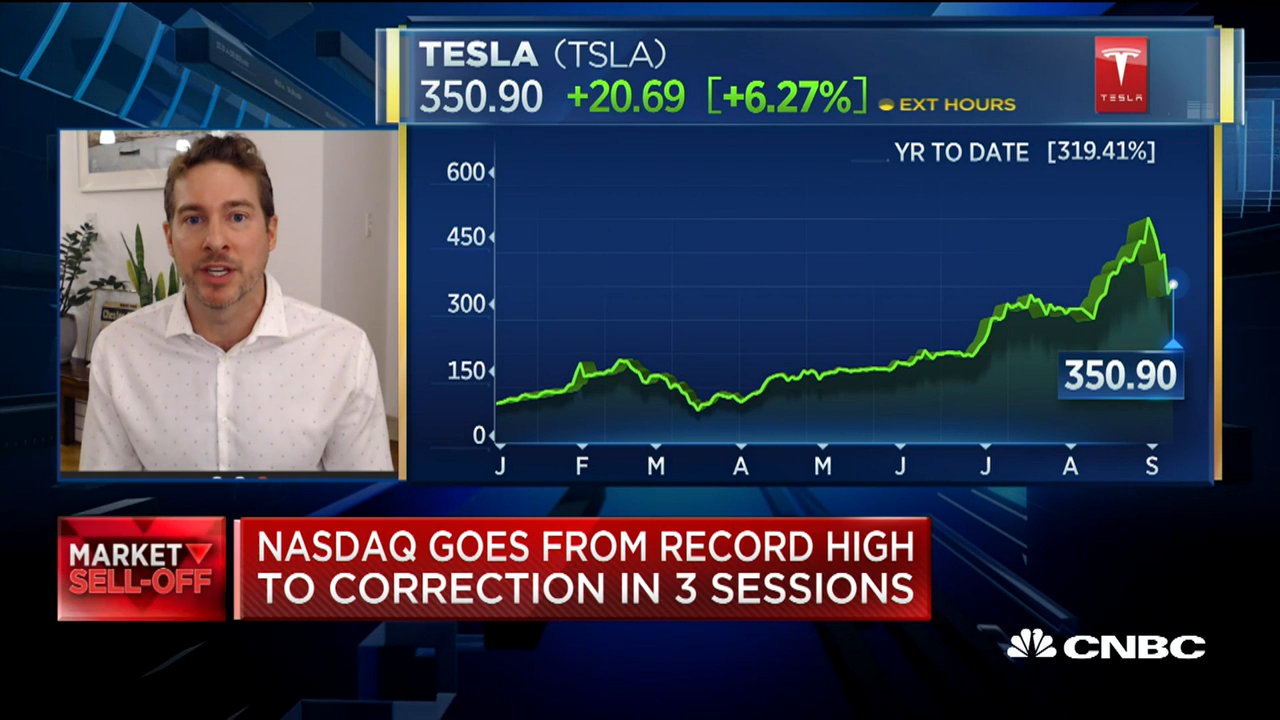 TESLA (TSLA)
350.90 +20.69 [+6.27%] EXT HOURS
TESLA
YR TO DATE [319.41%]
600
450
300
150
0
J F M A M J J A S
350.90
MARKET
SELL-OFF
NASDAQ GOES FROM RECORD HIGH
TO CORRECTION IN 3 SESSIONS
CNBC